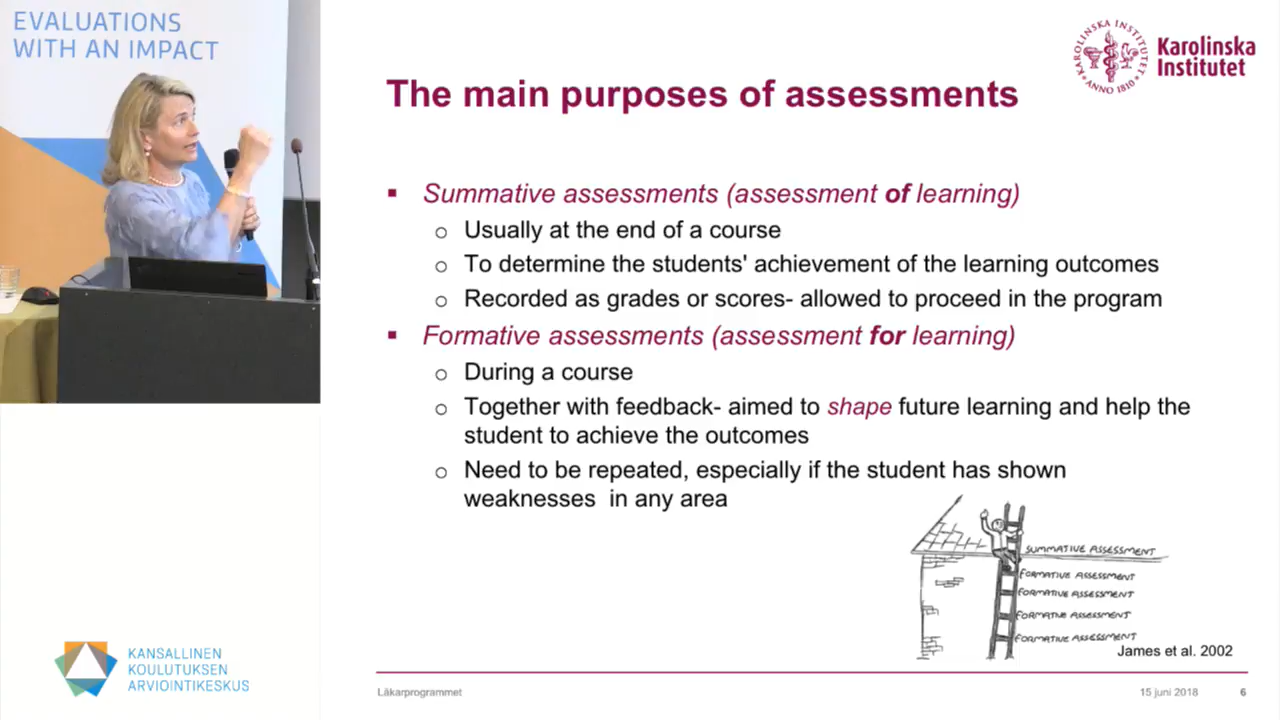 EVALUATIONS
WITH AN IMPACT
KAROLINSKA INSTITUTET
ANNO 1810
Karolinska
Institutet
The main purposes of assessments
▪ Summative assessments (assessment of learning)
o Usually at the end of a course
o To determine the students' achievement of the learning outcomes
o Recorded as grades or scores- allowed to proceed in the program
▪ Formative assessments (assessment for learning)
o During a course
o Together with feedback- aimed to shape future learning and help the
student to achieve the outcomes
o Need to be repeated, especially if the student has shown
weaknesses in any area
SUMMATIVE ASSESSMENT
FORMATIVE ASSESSMENT
FORMATIVE ASSESSMENT
FORMATIVE ASSESSMENT
FORMATIVE ASSESSMENT
James et al. 2002
KANSALLINEN
KOULUTUKSEN
ARVIOINTIKESKUS
Läkarprogrammet
15 juni 2018
6